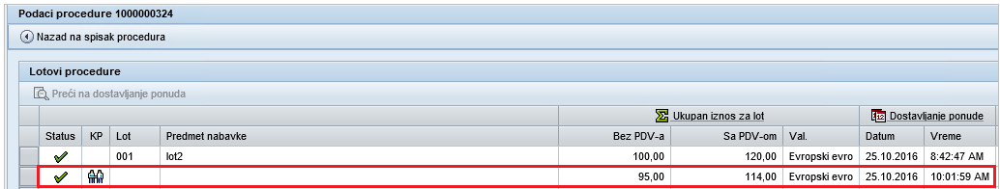 Podaci procedure 1000000324
Nazad na spisak procedura
Lotovi procedure
Preći na dostavljanje ponuda
Ukupan iznos za lot 12 Dostavljanje ponude
Status KP Lot Predmet nabavke Bez PDV-a Sa PDV-om Val. Datum Vreme
001 lot2 100,00 120,00 Evropski evro 25.10.2016 8:42:47 AM
95,00 114,00 Evropski evro 25.10.2016 10:01:59 AM